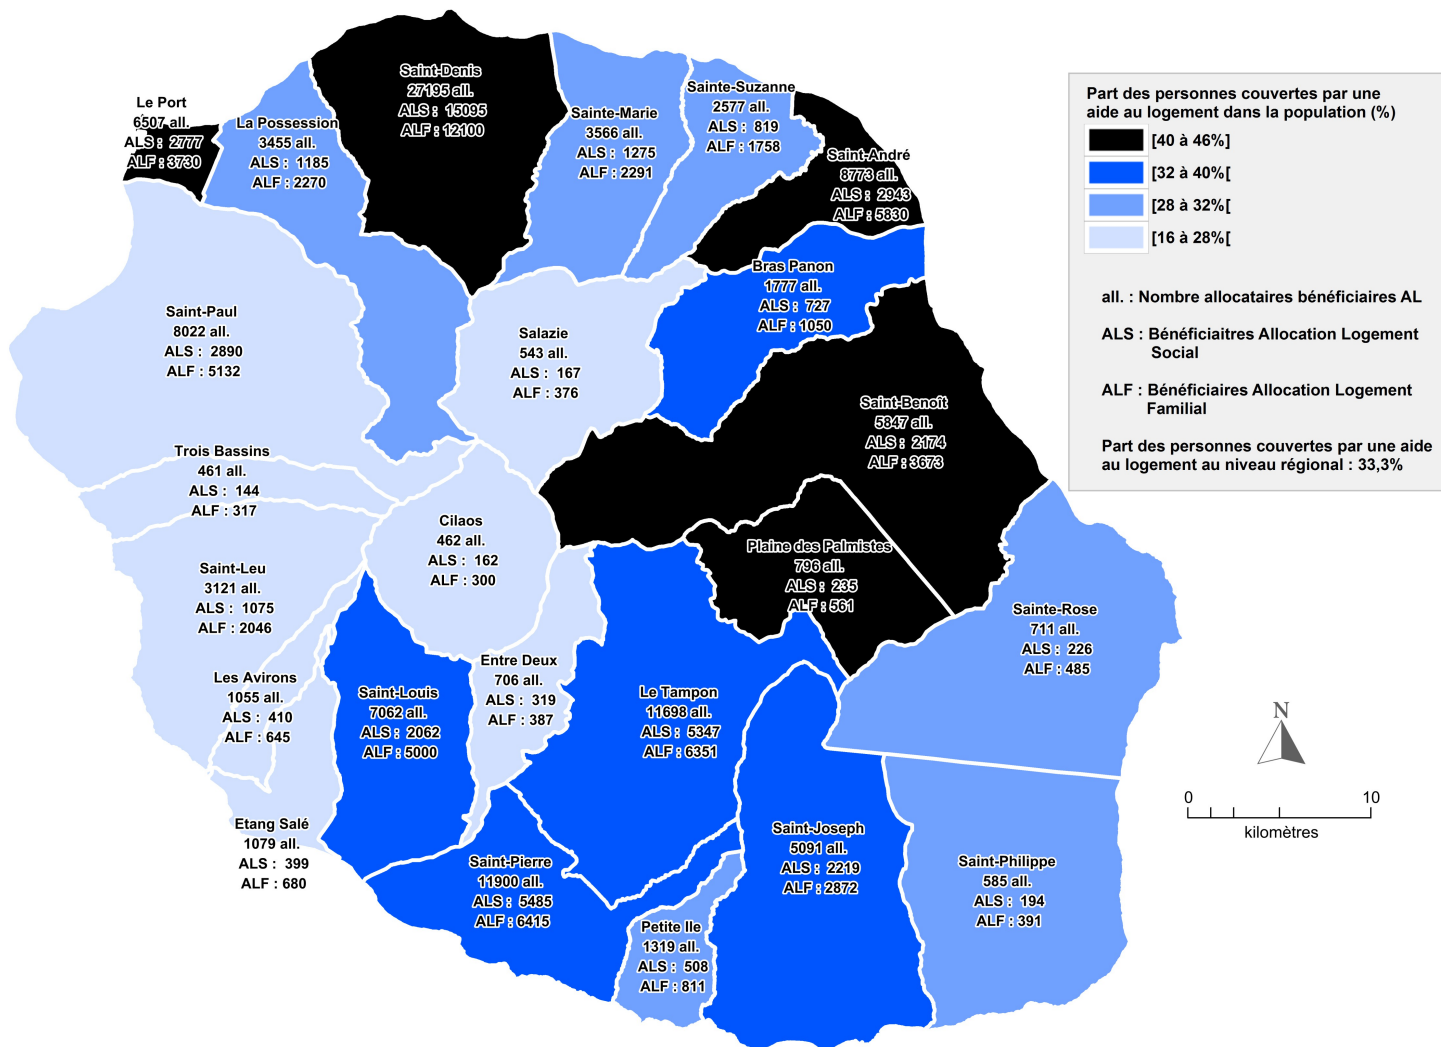 Saint-Denis
27195 all.
ALS : 15095
ALF : 12100
Le Port
6507 all.
ALS : 2777
ALF : 3730
La Possession
3455 all.
ALS : 1185
ALF : 2270
Sainte-Marie
3566 all.
ALS : 1275
ALF : 2291
Sainte-Suzanne
2577 all.
ALS : 819
ALF : 1758
Saint-André
8773 all.
ALS : 2943
ALF : 5830
Bras Panon
1777 all.
ALS : 727
ALF : 1050
Saint-Paul
8022 all.
ALS : 2890
ALF : 5132
Salazie
543 all.
ALS : 167
ALF : 376
Saint-Benoit
5847 all.
ALS : 2174
ALF : 3673
Trois Bassins
461 all.
ALS : 144
ALF : 317
Cilaos
462 all.
ALS : 162
ALF : 300
Plaine des Palmistes
796 all.
ALS : 235
ALF : 561
Saint-Leu
3121 all.
ALS : 1075
ALF : 2046
Sainte-Rose
711 all.
ALS : 226
ALF : 485
Les Avirons
1055 all.
ALS : 410
ALF : 645
Saint-Louis
7062 all.
ALS : 2062
ALF : 5000
Entre Deux
706 all.
ALS : 319
ALF : 387
Le Tampon
11698 all.
ALS : 5347
ALF : 6351
Etang Salé
1079 all.
ALS : 399
ALF : 680
Saint-Pierre
11900 all.
ALS : 5485
ALF : 6415
Saint-Joseph
5091 all.
ALS : 2219
ALF : 2872
Saint-Philippe
585 all.
ALS : 194
ALF : 391
Petite Ile
1319 all.
ALS : 508
ALF : 811
Part des personnes couvertes par une
aide au logement dans la population (%)
[40 à 46%]
[32 à 40%[
[28 à 32%[
[16 à 28%[
all. : Nombre allocataires bénéficiaires AL
ALS : Bénéficiaitres Allocation Logement
Social
ALF : Bénéficiaires Allocation Logement
Familial
Part des personnes couvertes par une aide
au logement au niveau régional : 33,3%
N
0 10
kilomètres